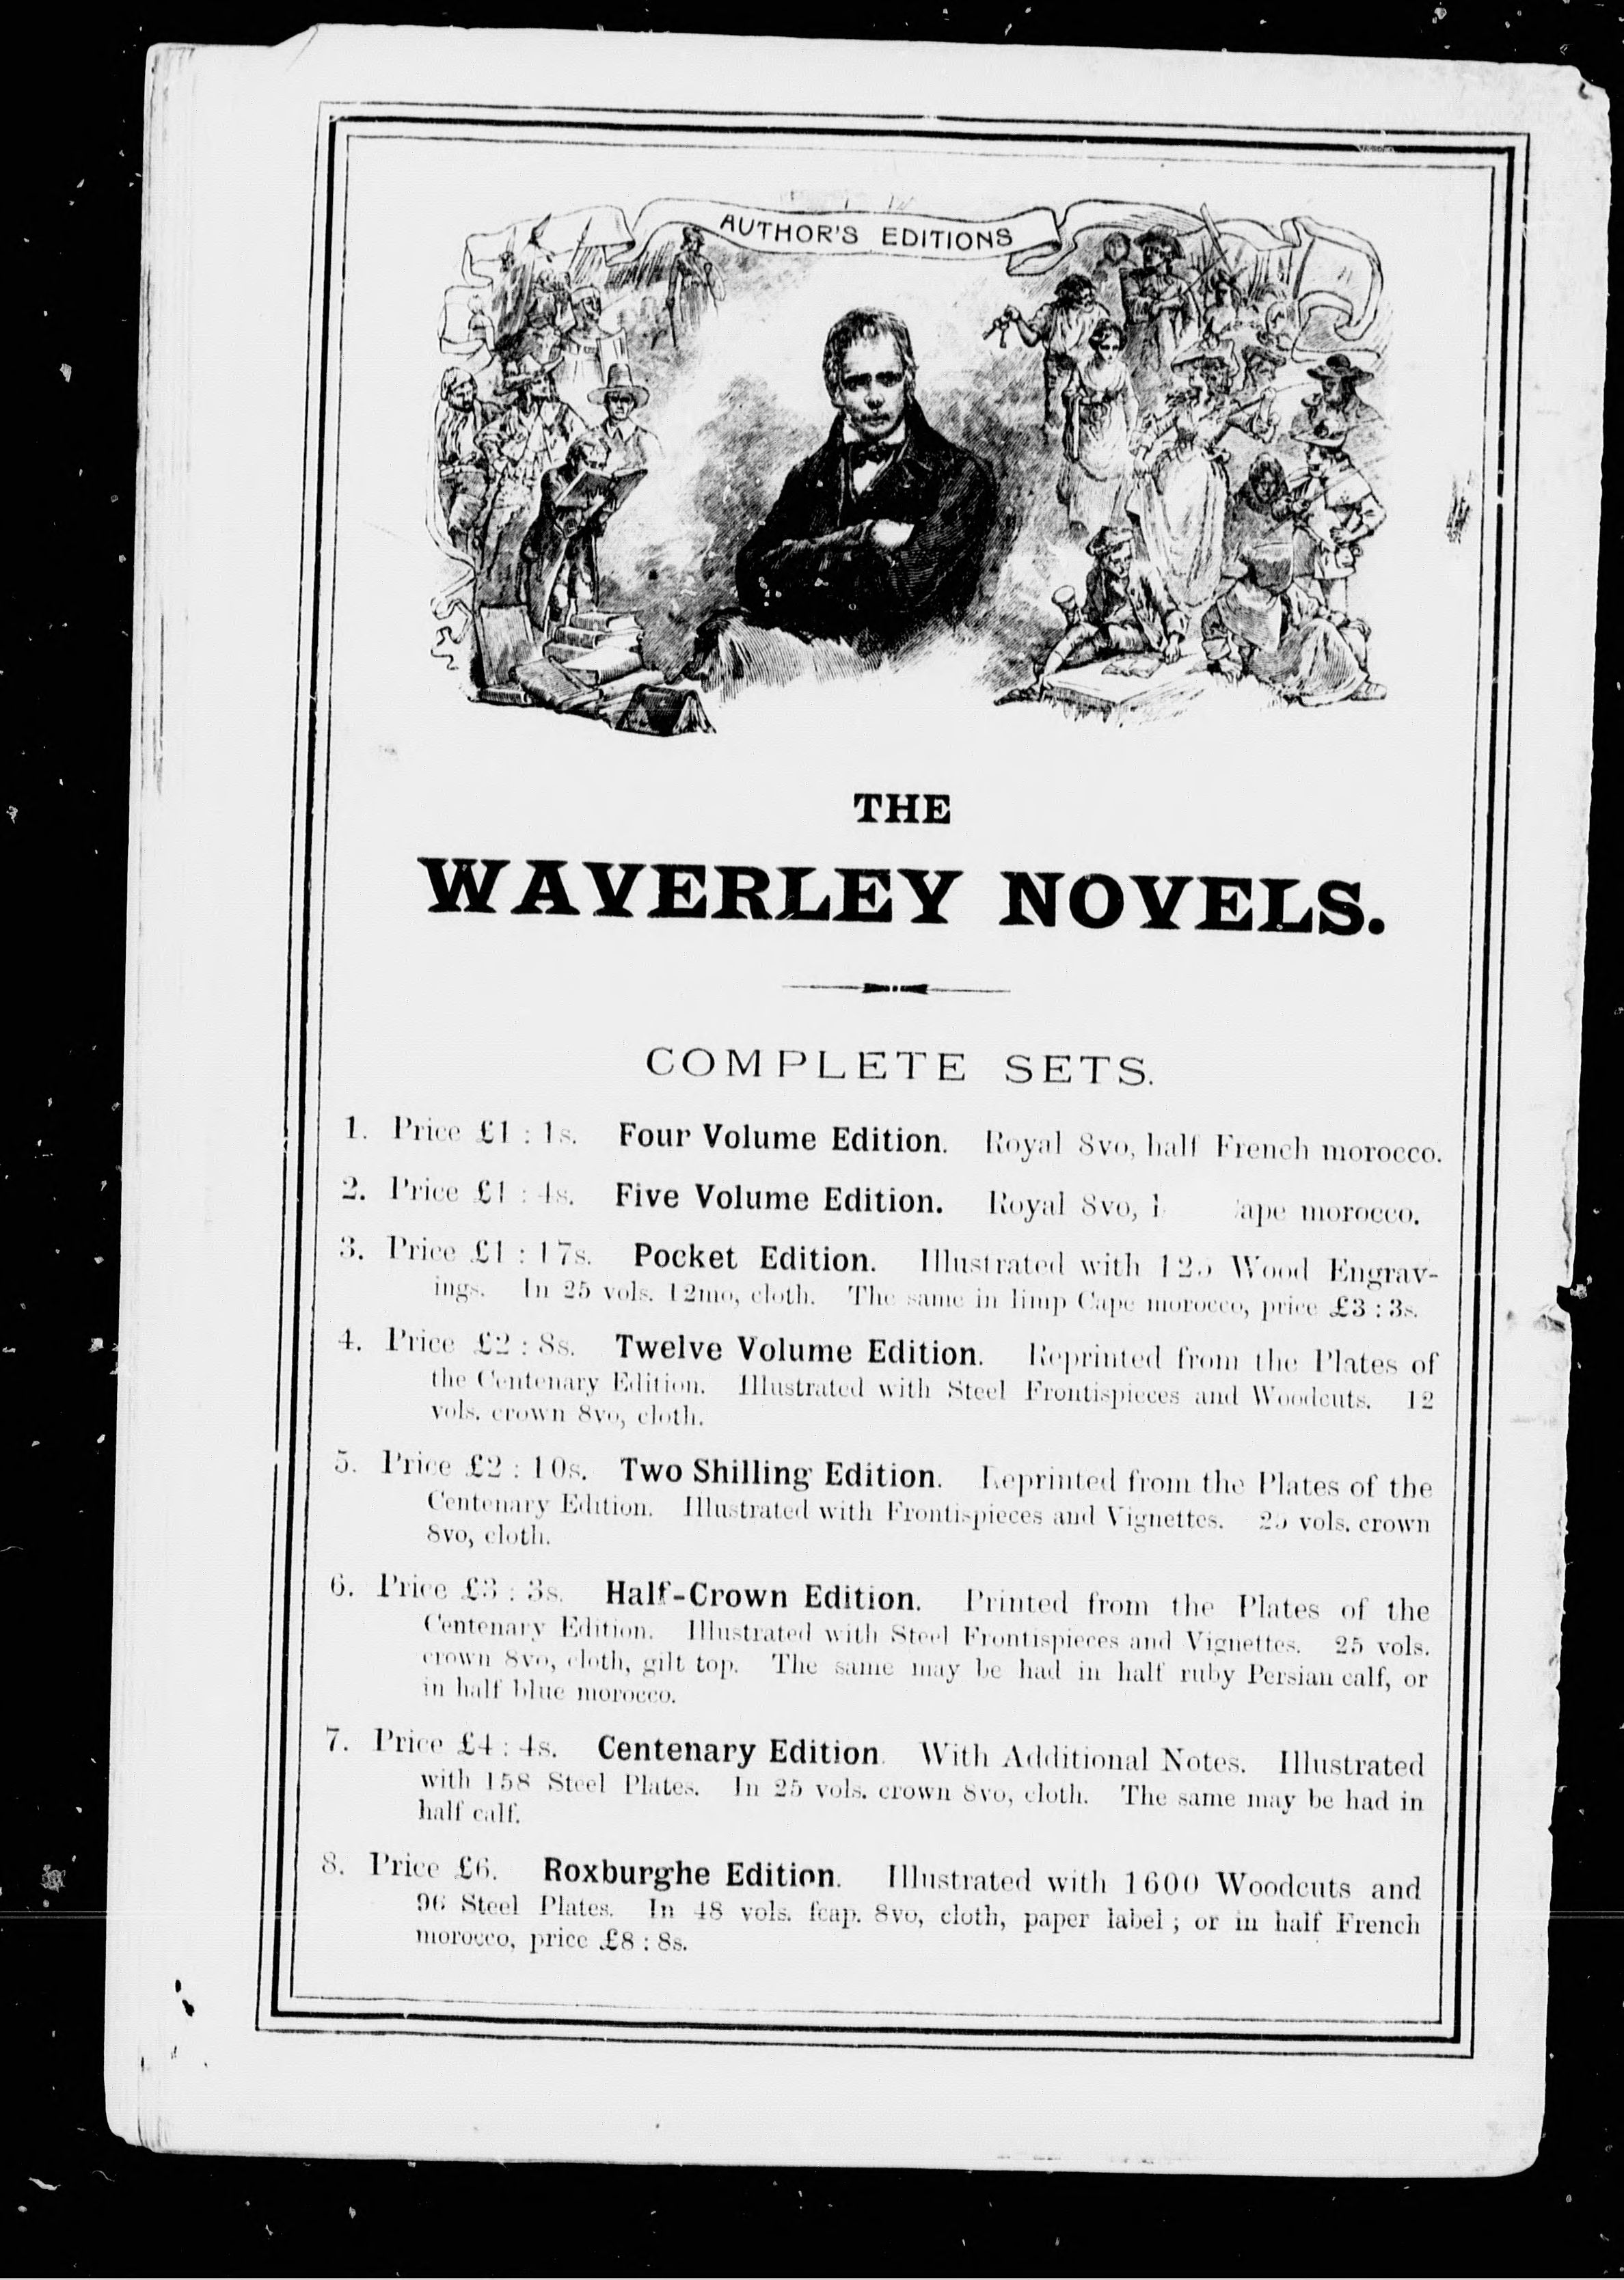 AUTHOR'S EDITIONS
THE
WAVERLEY NOVELS.
COMPLETE SETS.
1. Price £1 : 1s. Four Volume Edition. Royal 8vo, half French morocco.
2. Price £1 : 4s. Five Volume Edition. Royal 8vo, morocco.
3. Price £1 : 17s. Pocket Edition. Illustrated with 125 Wood Engrav-
ings. In 25 vols. 12mo, cloth. The same in limp Cape morocco, price £3 : 3s.
4. Price £2 : 8s. Twelve Volume Edition. Reprinted from the Plates of
the Centenary Edition. Illustrated with Steel Frontispieces and Woodcuts. 12
vols. crown 8vo, cloth.
5. Price £2 : 10s. Two Shilling Edition. Reprinted from the Plates of the
Centenary Edition. Illustrated with Frontispieces and Vignettes. 25 vols. crown
8vo, cloth.
6. Price £3 : 3s. Half-Crown Edition. Printed from the Plates of the
Centenary Edition. Illustrated with Steel Frontispieces and Vignettes. 25 vols.
crown 8vo, cloth, gilt top. The same may be had in half ruby Persian calf, or
in half blue morocco.
7. Price £4 : 4s. Centenary Edition. With Additional Notes. Illustrated
with 158 Steel Plates. In 25 vols. crown 8vo, cloth. The same may be had in
half calf.
8. Price £6. Roxburghe Edition. Illustrated with 1600 Woodcuts and
96 Steel Plates. In 48 vols. fcap. 8vo, cloth, paper label ; or in half French
morocco, price £8 : 8s.